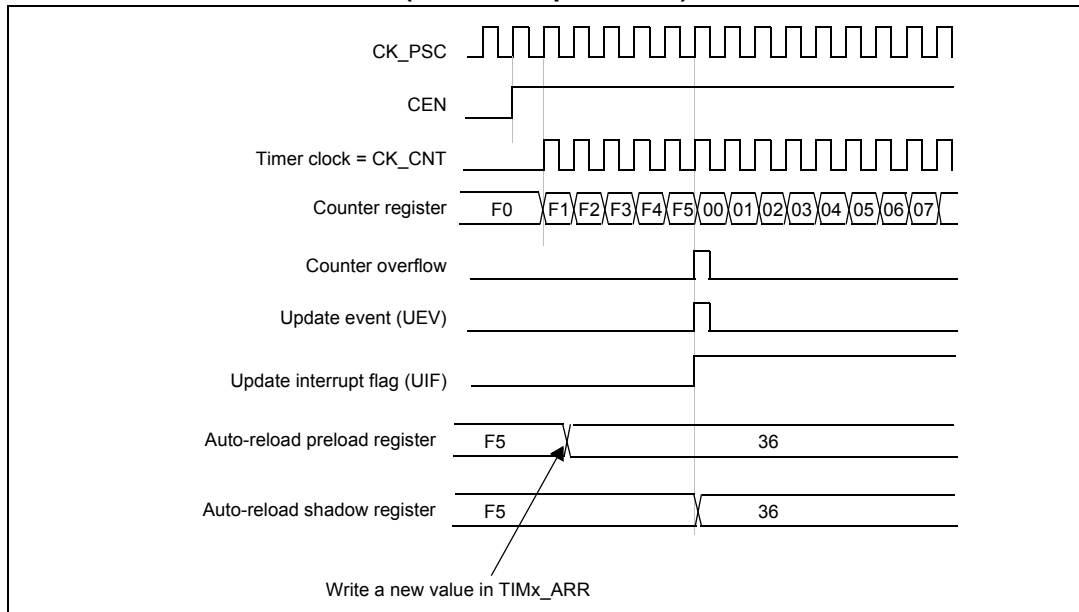 CK_PSC
CEN
Timer clock = CK_CNT
Counter register F0 F1 F2 F3 F4 F5 00 01 02 03 04 05 06 07
Counter overflow
Update event (UEV)
Update interrupt flag (UIF)
Auto-reload preload register F5 36
Auto-reload shadow register F5 36
Write a new value in TIMx_ARR